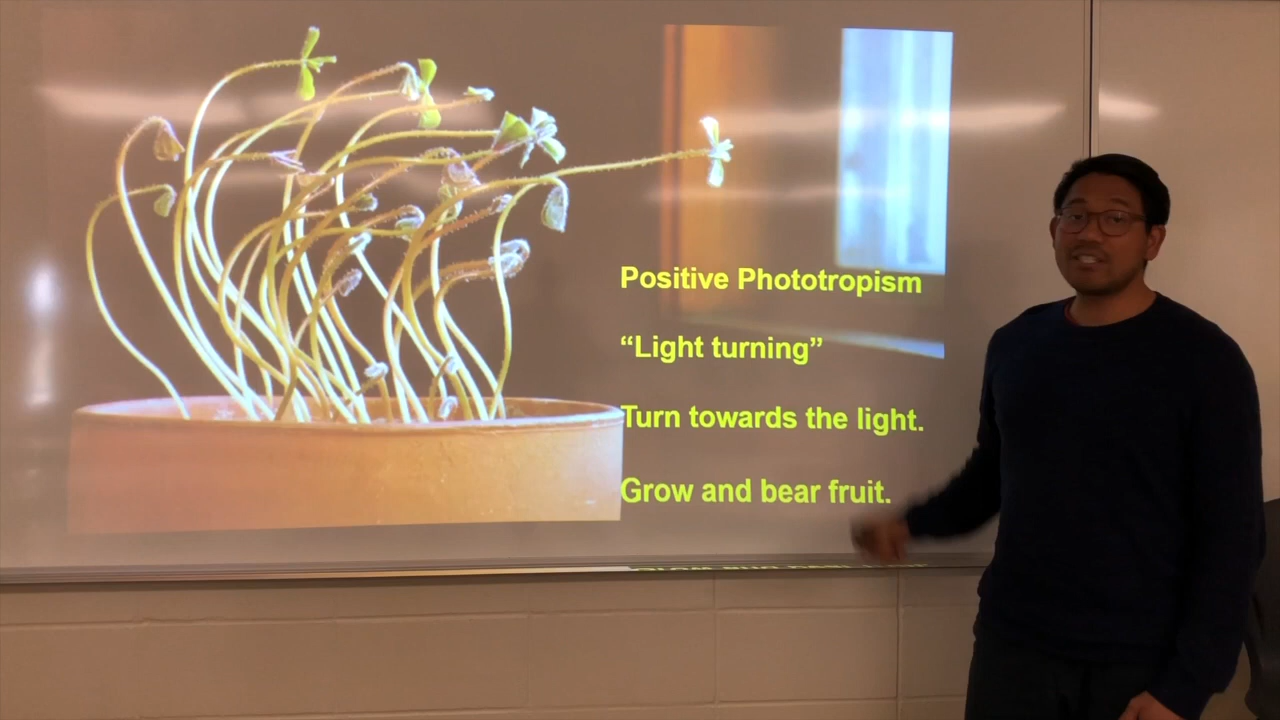 Positive Phototropism
“Light turning”
Turn towards the light.
Grow and bear fruit.